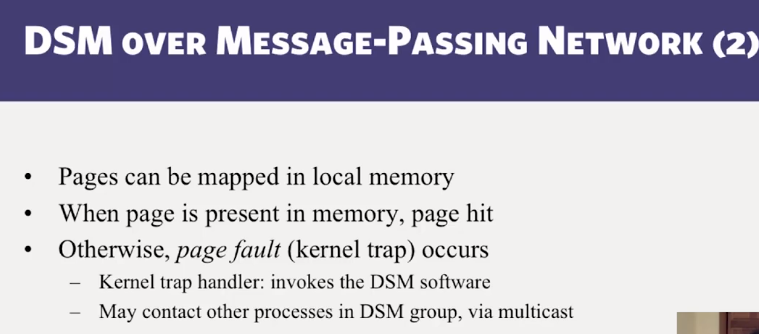 DSM OVER MESSAGE-PASSING NETWORK (2)
• Pages can be mapped in local memory
• When page is present in memory, page hit
• Otherwise, page fault (kernel trap) occurs
– Kernel trap handler: invokes the DSM software
– May contact other processes in DSM group, via multicast